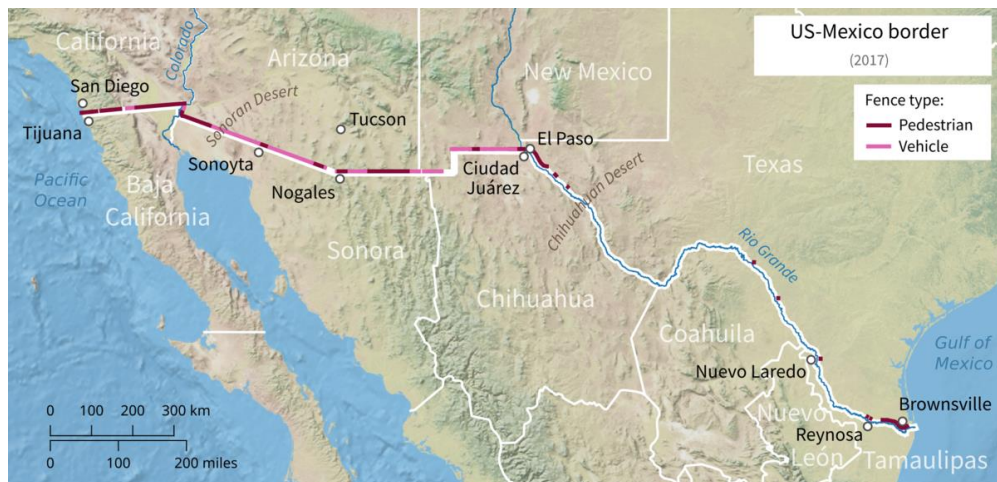 US-Mexico border
(2017)
Fence type:
Pedestrian
Vehicle
California
Colorado
Arizona
New Mexico
Texas
San Diego
Tijuana
Sonoran Desert
Tucson
Sonoyta
Nogales
El Paso
Ciudad
Juárez
Chihuahuan Desert
Pacific
Ocean
Baja
California
Sonora
Chihuahua
Rio Grande
Coahuila
Gulf of
Mexico
Nuevo Laredo
Nuevo
León
Brownsville
Reynosa
Tamaulipas
0 100 200 300 km
0 100 200 miles